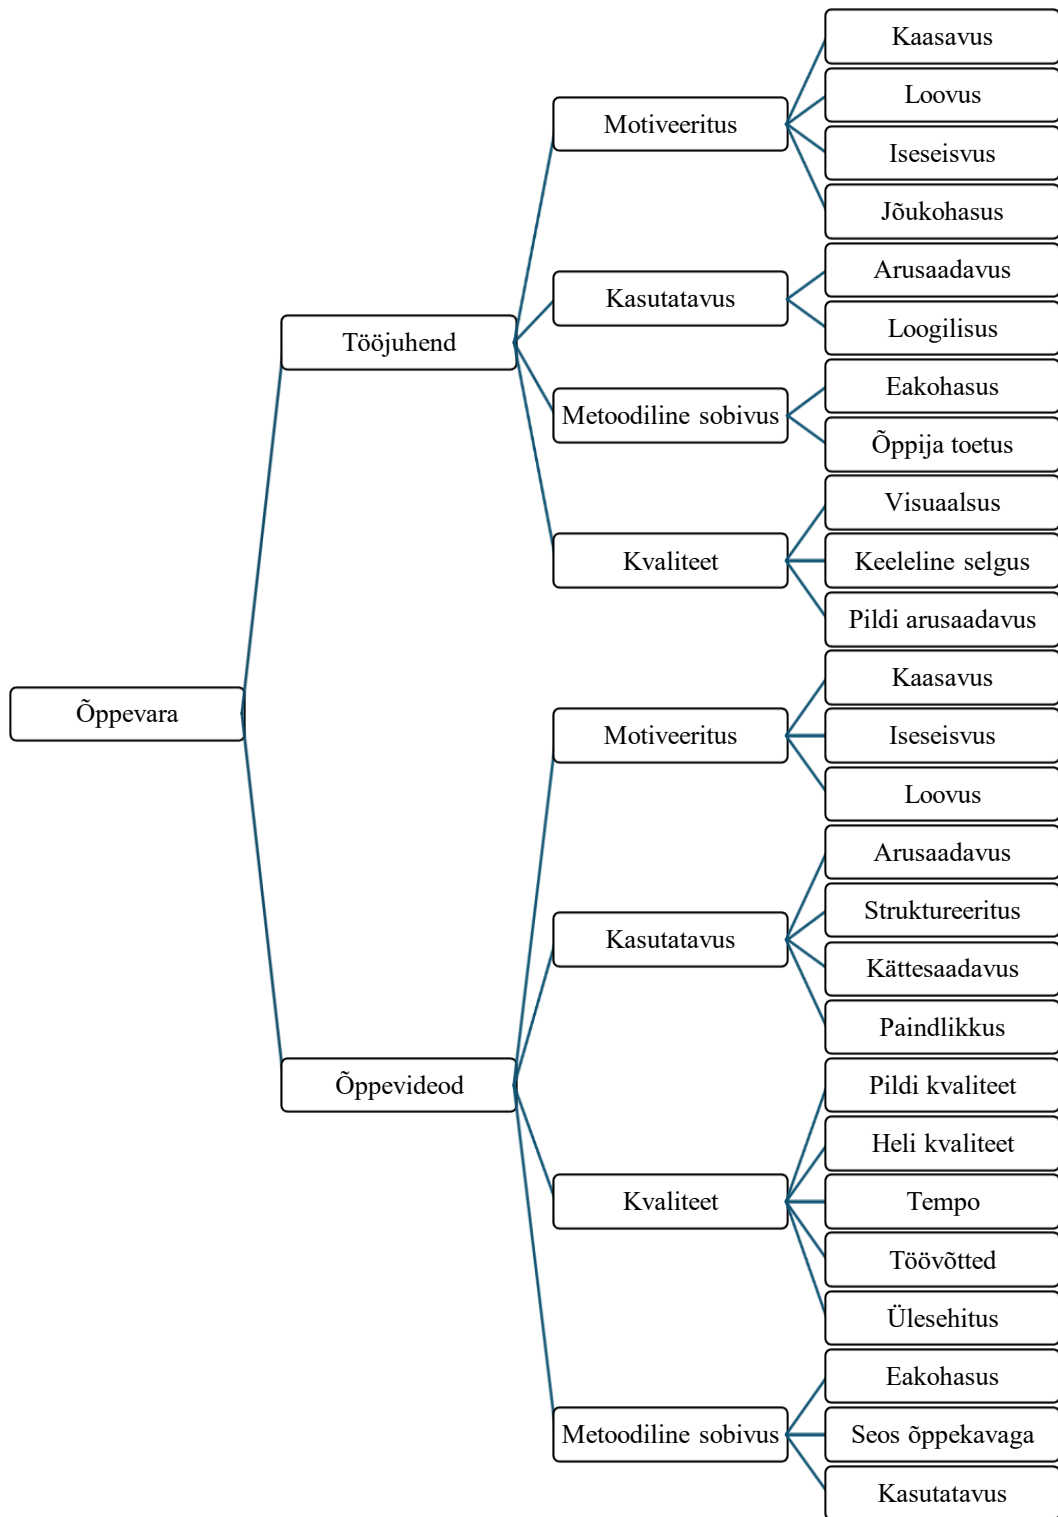 Õppevara
Tööjuhend
Motiveeritus
Kaasavus
Loovus
Iseseisvus
Jõukohasus
Kasutatavus
Arusaadavus
Loogilisus
Metoodiline sobivus
Eakohasus
Õppija toetus
Kvaliteet
Visuaalsus
Keeleline selgus
Pildi arusaadavus
Õppevideod
Motiveeritus
Kaasavus
Iseseisvus
Loovus
Kasutatavus
Arusaadavus
Struktureeritus
Kättesaadavus
Paindlikkus
Kvaliteet
Pildi kvaliteet
Heli kvaliteet
Tempo
Töövõtted
Ülesehitus
Metoodiline sobivus
Eakohasus
Seos õppekavaga
Kasutatavus